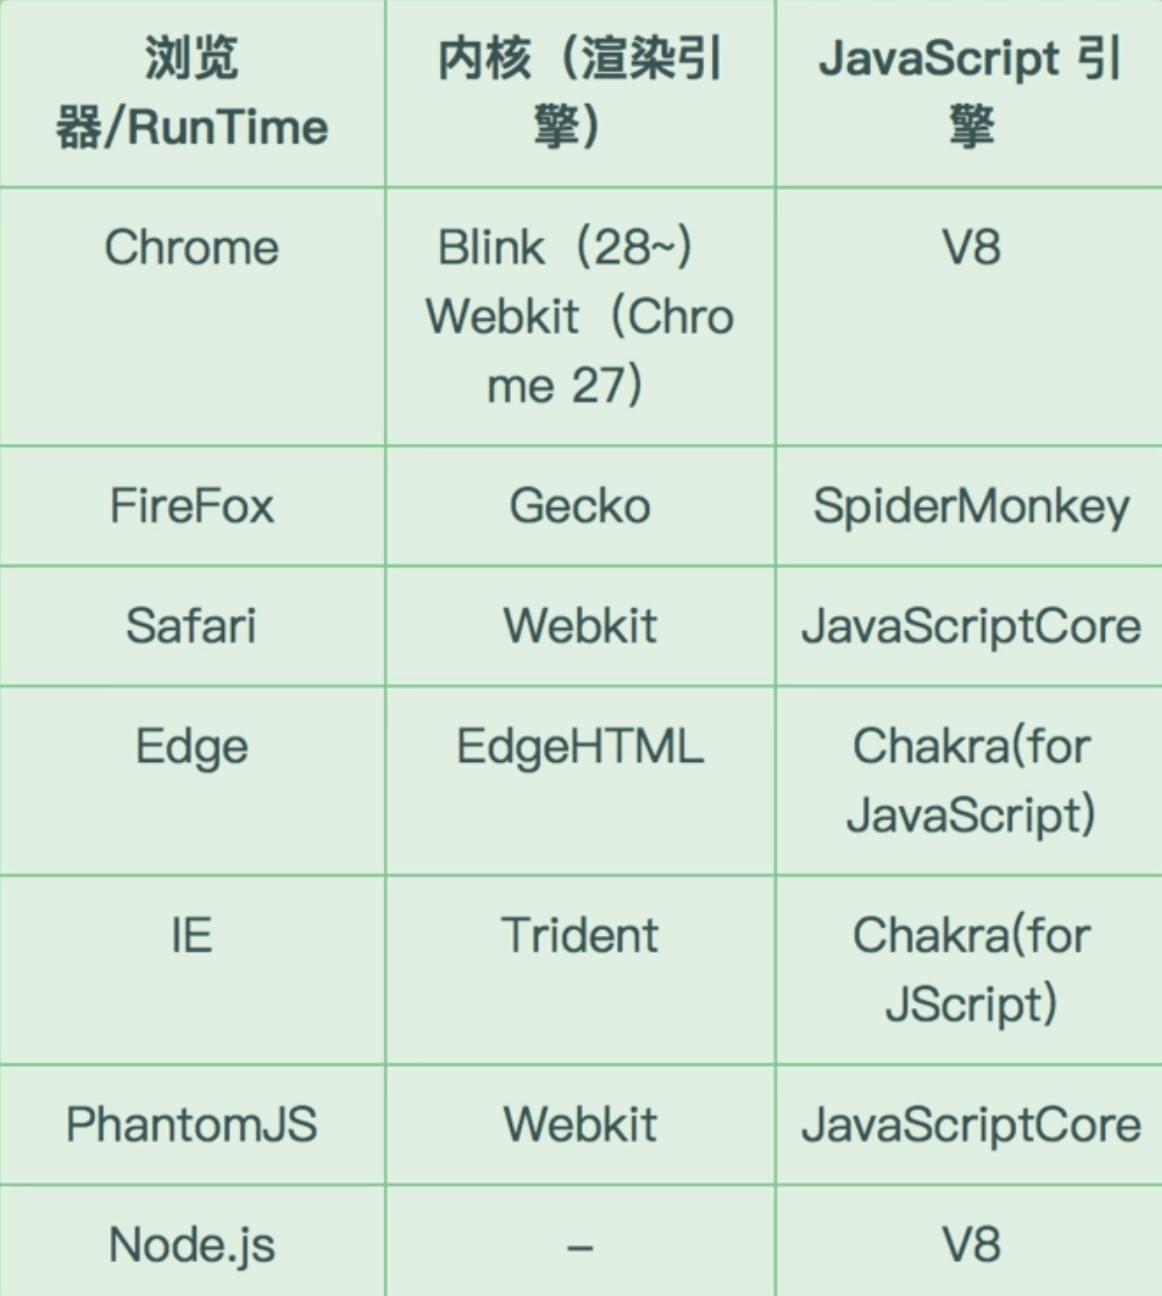 浏览
器/RunTime
内核（渲染引
擎）
JavaScript 引
擎
Chrome
Blink（28~）
Webkit（Chro
me 27）
V8
FireFox
Gecko
SpiderMonkey
Safari
Webkit
JavaScriptCore
Edge
EdgeHTML
Chakra(for
JavaScript)
IE
Trident
Chakra(for
JScript)
PhantomJS
Webkit
JavaScriptCore
Node.js
–
V8